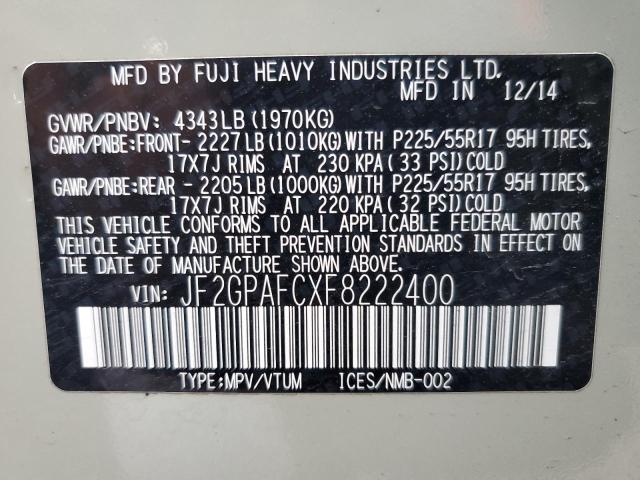 MFD BY FUJI HEAVY INDUSTRIES LTD.
MFD IN 12/14
GVWR/PNBV: 4343LB(1970KG)
GAWR/PNBE:FRONT- 2227LB(1010KG)WITH P225/55R17 95H TIRES,
17X7J RIMS AT 230 KPA(33 PSI)COLD
GAWR/PNBE:REAR - 2205LB(1000KG)WITH P225/55R17 95H TIRES,
17X7J RIMS AT 220 KPA(32 PSI)COLD
THIS VEHICLE CONFORMS TO ALL APPLICABLE FEDERAL MOTOR
VEHICLE SAFETY AND THEFT PREVENTION STANDARDS IN EFFECT ON
THE DATE OF MANUFACTURE SHOWN ABOVE.
VIN: JF2GPAFCXF8222400
TYPE:MPV/VTUM ICES/NMB-002